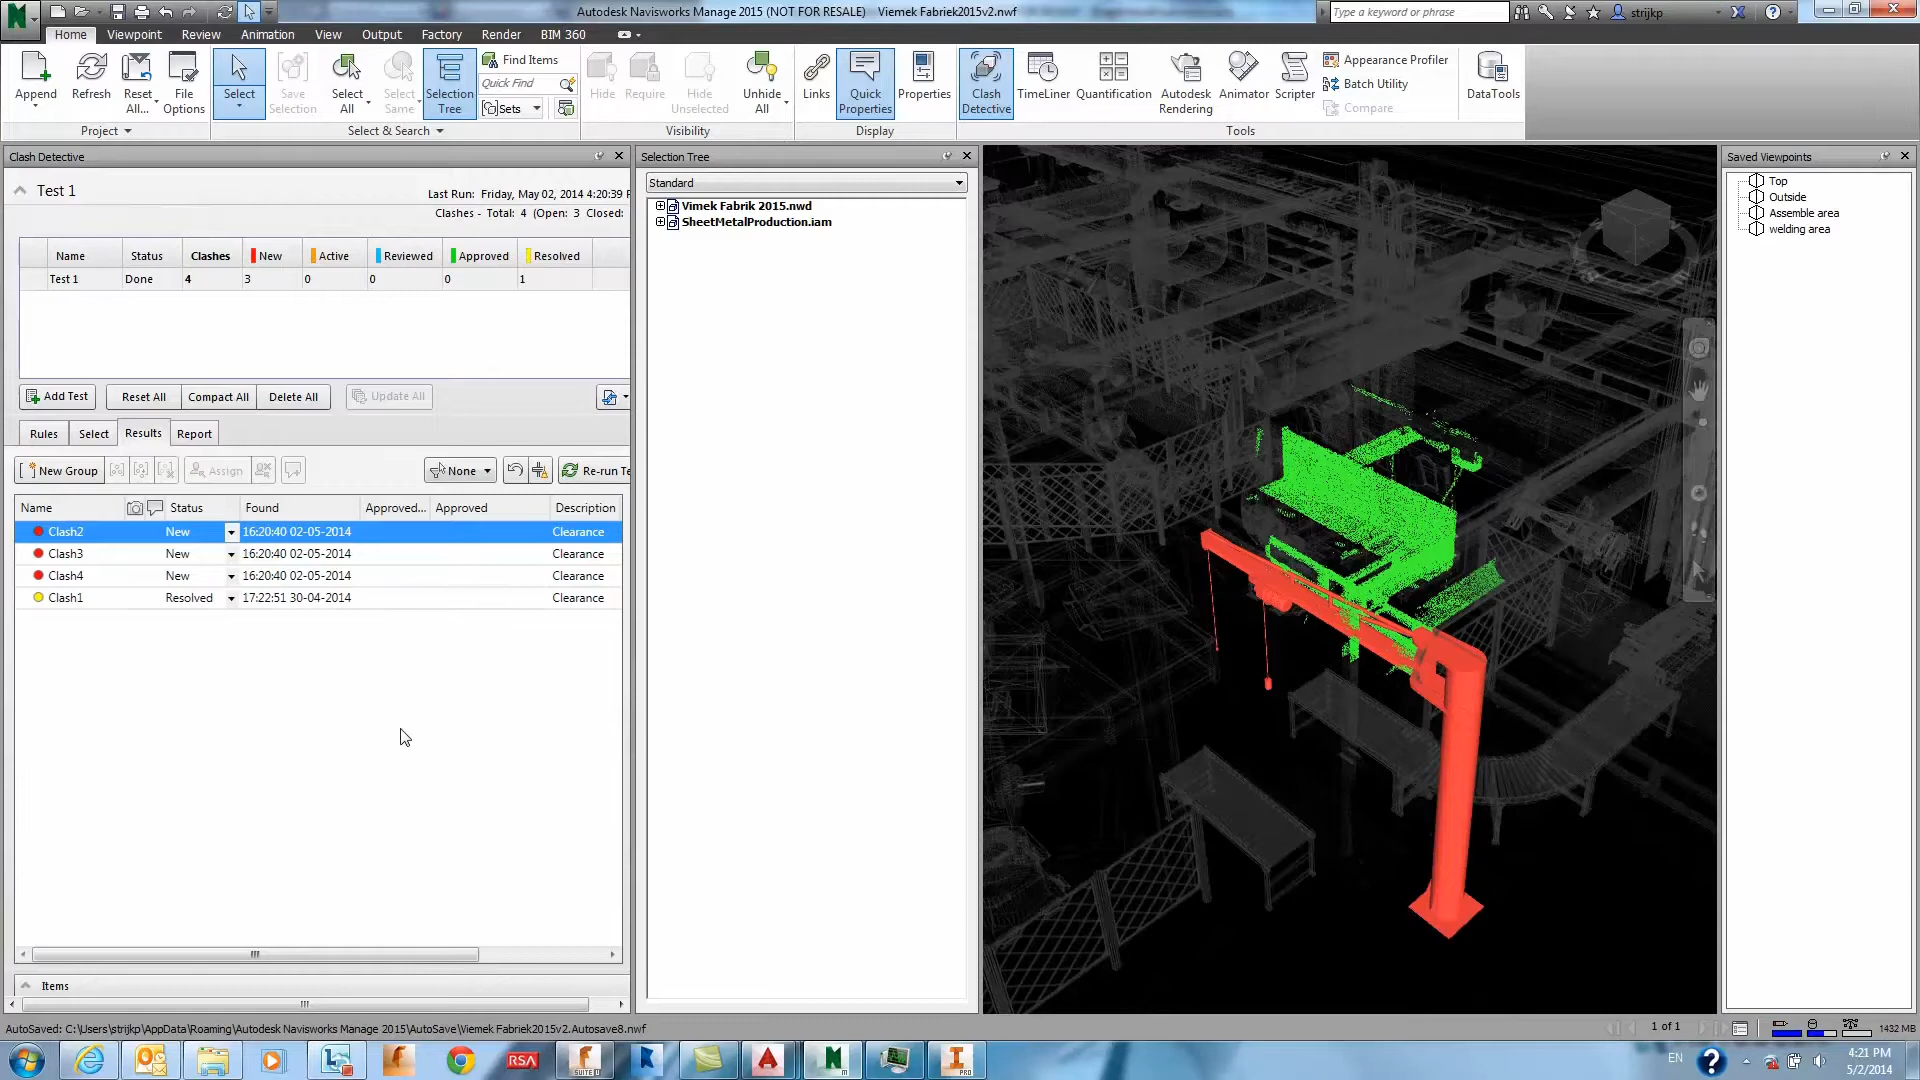 Autodesk Navisworks Manage 2015 (NOT FOR RESALE) Viemek Fabriek2015v2.nwf
Type a keyword or phrase
strijkp
Home Viewpoint Review Animation View Output Factory Render BIM 360
Append
Refresh
Reset All...
File Options
Select
Save Selection
Select All
Select Same
Selection Tree
Find Items
Quick Find
Sets
Hide
Require
Hide Unselected
Unhide All
Links
Quick Properties
Properties
Clash Detective
TimeLiner
Quantification
Autodesk Rendering
Animator
Scripter
Appearance Profiler
Batch Utility
Compare
DataTools
Project Select & Search Visibility Display Tools
Clash Detective
Test 1
Last Run: Friday, May 02, 2014 4:20:39
Clashes - Total: 4 (Open: 3 Closed:
Name Status Clashes New Active Reviewed Approved Resolved
Test 1 Done 4 3 0 0 0 1
Add Test Reset All Compact All Delete All Update All
Rules Select Results Report
New Group Assign None Re-run Te
Name Status Found Approved... Approved Description
Clash2 New 16:20:40 02-05-2014 Clearance
Clash3 New 16:20:40 02-05-2014 Clearance
Clash4 New 16:20:40 02-05-2014 Clearance
Clash1 Resolved 17:22:51 30-04-2014 Clearance
Items
Selection Tree
Standard
Vimek Fabrik 2015.nwd
SheetMetalProduction.iam
Saved Viewpoints
Top
Outside
Assemble area
welding area
AutoSaved: C:\Users\strijkp\AppData\Roaming\Autodesk Navisworks Manage 2015\AutoSave\Viemek Fabriek2015v2.Autosave8.nwf
1 of 1
1432 MB
RSA
SUITE U
PRO
EN
4:21 PM
5/2/2014